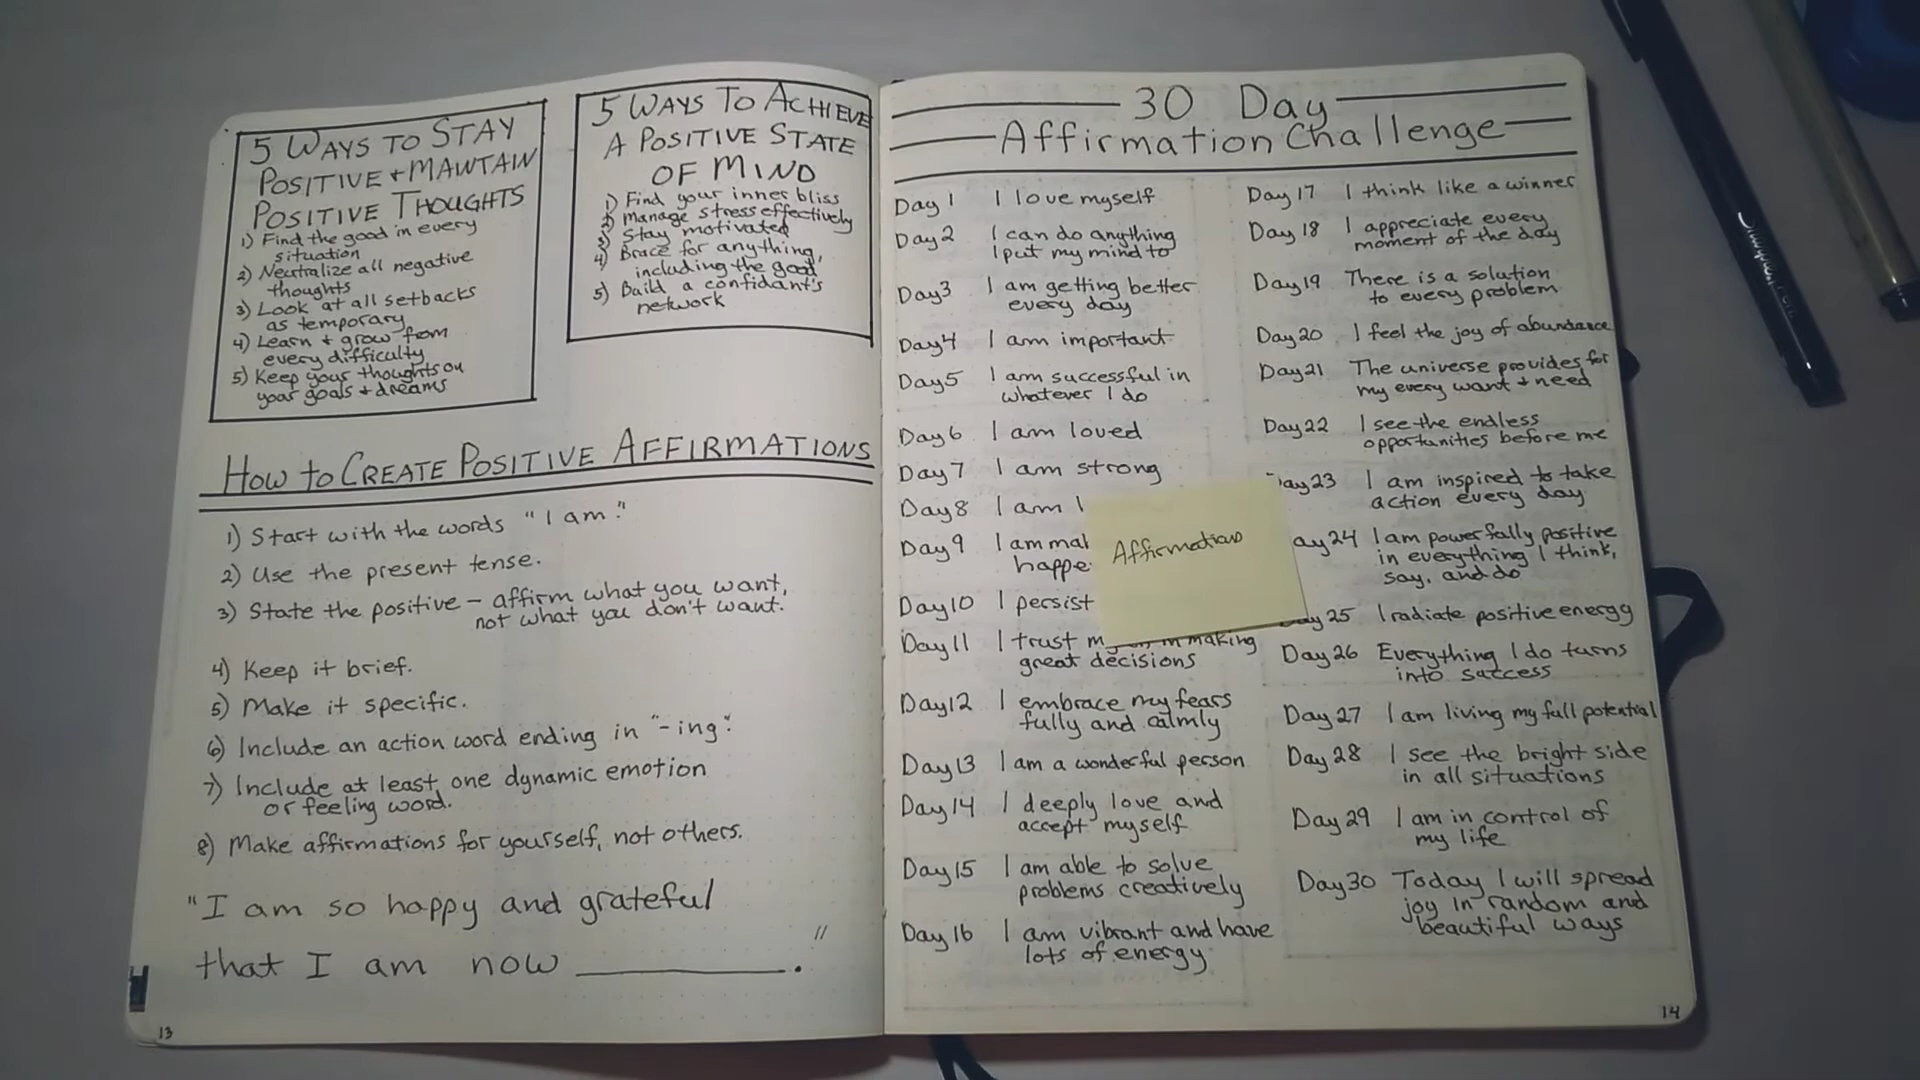 5 WAYS TO STAY
POSITIVE + MAINTAIN
POSITIVE THOUGHTS
1) Find the good in every
situation
2) Neutralize all negative
thoughts
3) Look at all setbacks
as temporary
4) Learn + grow from
every difficulty
5) Keep your thoughts on
your goals + dreams
5 WAYS TO ACHIEVE
A POSITIVE STATE
OF MIND
1) Find your inner bliss
2) Manage stress effectively
3) Stay motivated
4) Brace for anything,
including the good
5) Build a confidant's
network
HOW TO CREATE POSITIVE AFFIRMATIONS
1) Start with the words "I am."
2) Use the present tense.
3) State the positive – affirm what you want,
not what you don't want.
4) Keep it brief.
5) Make it specific.
6) Include an action word ending in "-ing".
7) Include at least one dynamic emotion
or feeling word.
8) Make affirmations for yourself, not others.
"I am so happy and grateful
that I am now ________."
13
30 Day
Affirmation Challenge
Day 1 I love myself
Day 2 I can do anything
I put my mind to
Day 3 I am getting better
every day
Day 4 I am important
Day 5 I am successful in
whatever I do
Day 6 I am loved
Day 7 I am strong
Day 8 I am
Day 9 I am
Day 10 I persist
Day 11 I trust in making
great decisions
Day 12 I embrace my fears
fully and calmly
Day 13 I am a wonderful person
Day 14 I deeply love and
accept myself
Day 15 I am able to solve
problems creatively
Day 16 I am vibrant and have
lots of energy
Affirmations
Day 17 I think like a winner
Day 18 I appreciate every
moment of the day
Day 19 There is a solution
to every problem
Day 20 I feel the joy of abundance
Day 21 The universe provides for
my every want + need
Day 22 I see the endless
opportunities before me
Day 23 I am inspired to take
action every day
ay 24 I am powerfully positive
in everything I think,
say, and do
ay 25 I radiate positive energy
Day 26 Everything I do turns
into success
Day 27 I am living my full potential
Day 28 I see the bright side
in all situations
Day 29 I am in control of
my life
Day 30 Today I will spread
joy in random and
beautiful ways
14